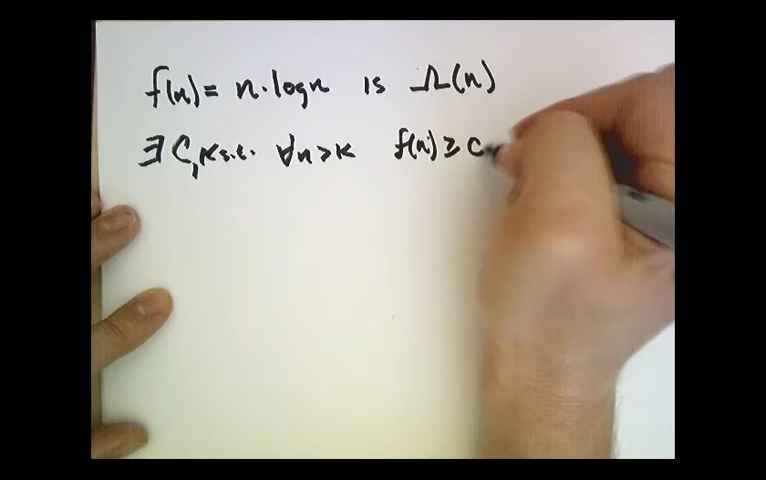 f(n) = n·logn is Ω(n)
∃ C,K s.t. ∀n>K f(n) ≥ C